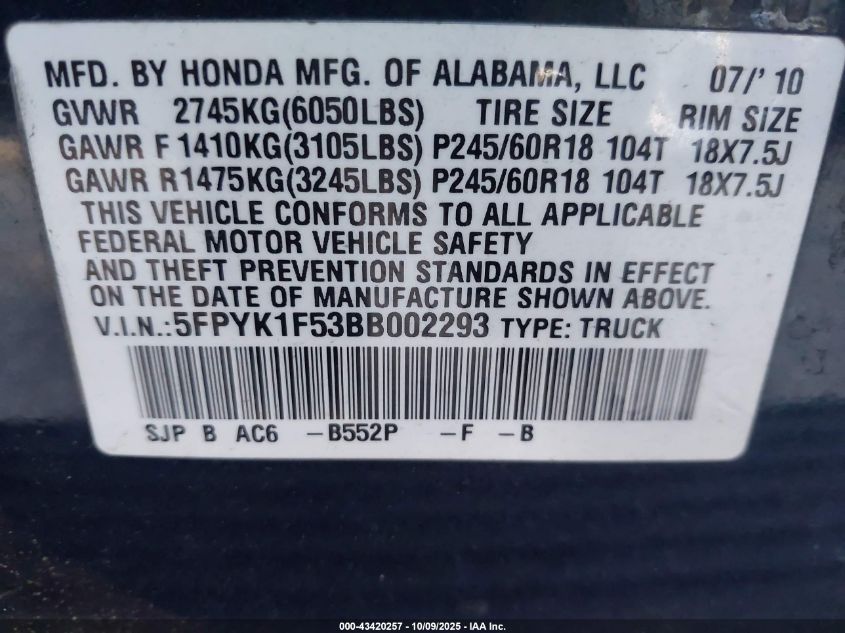 MFD. BY HONDA MFG. OF ALABAMA, LLC 07/' 10
GVWR 2745KG(6050LBS) TIRE SIZE RIM SIZE
GAWR F 1410KG(3105LBS) P245/60R18 104T 18X7.5J
GAWR R1475KG(3245LBS) P245/60R18 104T 18X7.5J
THIS VEHICLE CONFORMS TO ALL APPLICABLE
FEDERAL MOTOR VEHICLE SAFETY
AND THEFT PREVENTION STANDARDS IN EFFECT
ON THE DATE OF MANUFACTURE SHOWN ABOVE.
V.I.N.:5FPYK1F53BB002293 TYPE: TRUCK
SJP B AC6 -B552P -F -B
000-43420257 - 10/09/2025 - IAA Inc.